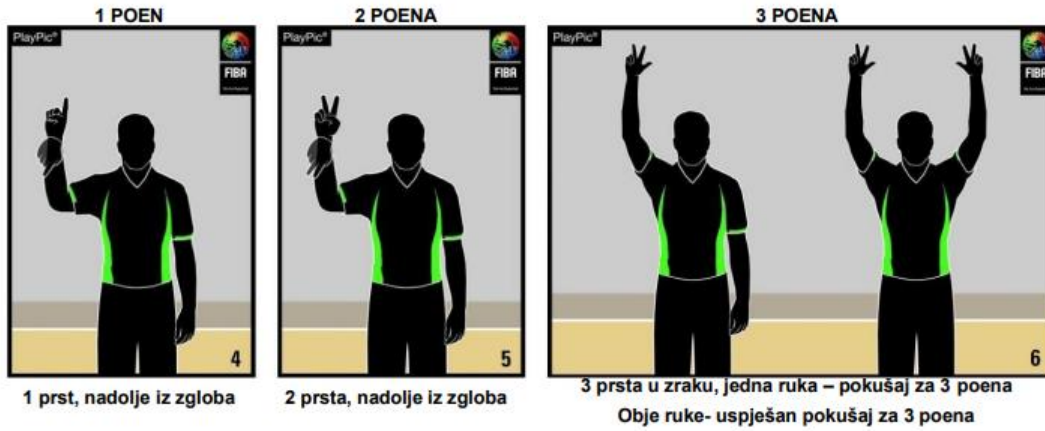 1 POEN
2 POENA
3 POENA
PlayPic®
FIBA
PlayPic®
FIBA
PlayPic®
FIBA
4
5
6
1 prst, nadolje iz zgloba
2 prsta, nadolje iz zgloba
3 prsta u zraku, jedna ruka – pokušaj za 3 poena
Obje ruke- uspješan pokušaj za 3 poena